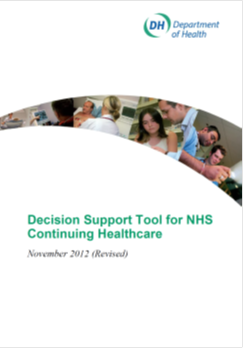 DH Department
of Health
Decision Support Tool for NHS
Continuing Healthcare
November 2012 (Revised)